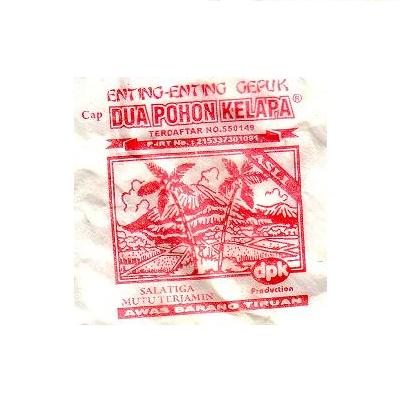 ENTING-ENTING GEPUK
Cap DUA POHON KELAPA®
TERDAFTAR NO.550149
P-IRT No.: 215337301091
ASLI
dpk
Production
SALATIGA
MUTU TERJAMIN
AWAS BARANG TIRUAN